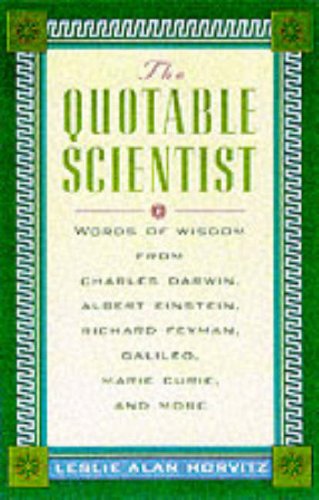 The
QUOTABLE
SCIENTIST
WORDS OF WISDOM
FROM
CHARLES DARWIN,
ALBERT EINSTEIN,
RICHARD FEYMAN,
GALILEO,
MARIE CURIE,
AND MORE
LESLIE ALAN HORVITZ